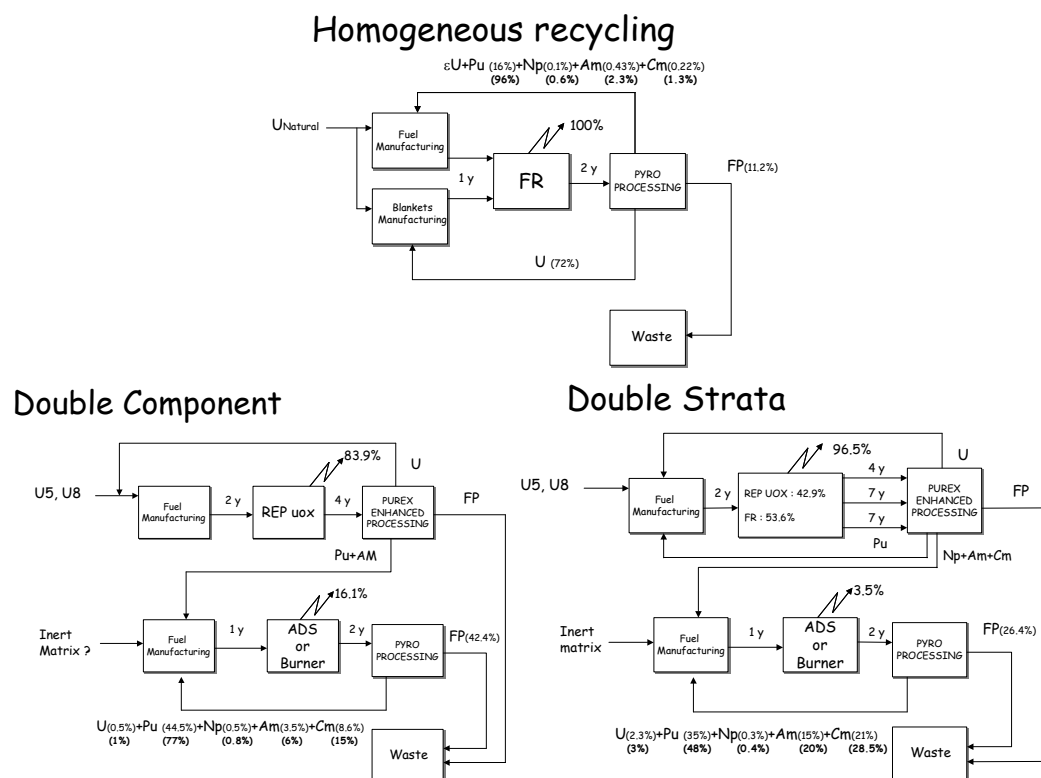 Homogeneous recycling
εU+Pu (16%)+Np(0.1%)+Am(0.43%)+Cm(0.22%)
(96%) (0.6%) (2.3%) (1.3%)
UNatural
Fuel
Manufacturing
100%
1 y
FR
2 y
PYRO
PROCESSING
FP(11.2%)
Blankets
Manufacturing
U (72%)
Waste
Double Component
83.9%
U
U5, U8
Fuel
Manufacturing
2 y
REP uox
4 y
PUREX
ENHANCED
PROCESSING
FP
Pu+AM
16.1%
Inert
Matrix ?
Fuel
Manufacturing
1 y
ADS
or
Burner
2 y
PYRO
PROCESSING
FP(42.4%)
U(0.5%)+Pu (44.5%)+Np(0.5%)+Am(3.5%)+Cm(8.6%)
(1%) (77%) (0.8%) (6%) (15%)
Waste
Double Strata
96.5%
U
U5, U8
Fuel
Manufacturing
2 y
REP UOX : 42.9%
FR : 53.6%
4 y
7 y
7 y
PUREX
ENHANCED
PROCESSING
FP
Pu
Np+Am+Cm
3.5%
Inert
matrix
Fuel
Manufacturing
1 y
ADS
or
Burner
2 y
PYRO
PROCESSING
FP(26.4%)
U(2.3%)+Pu (35%)+Np(0.3%)+Am(15%)+Cm(21%)
(3%) (48%) (0.4%) (20%) (28.5%)
Waste